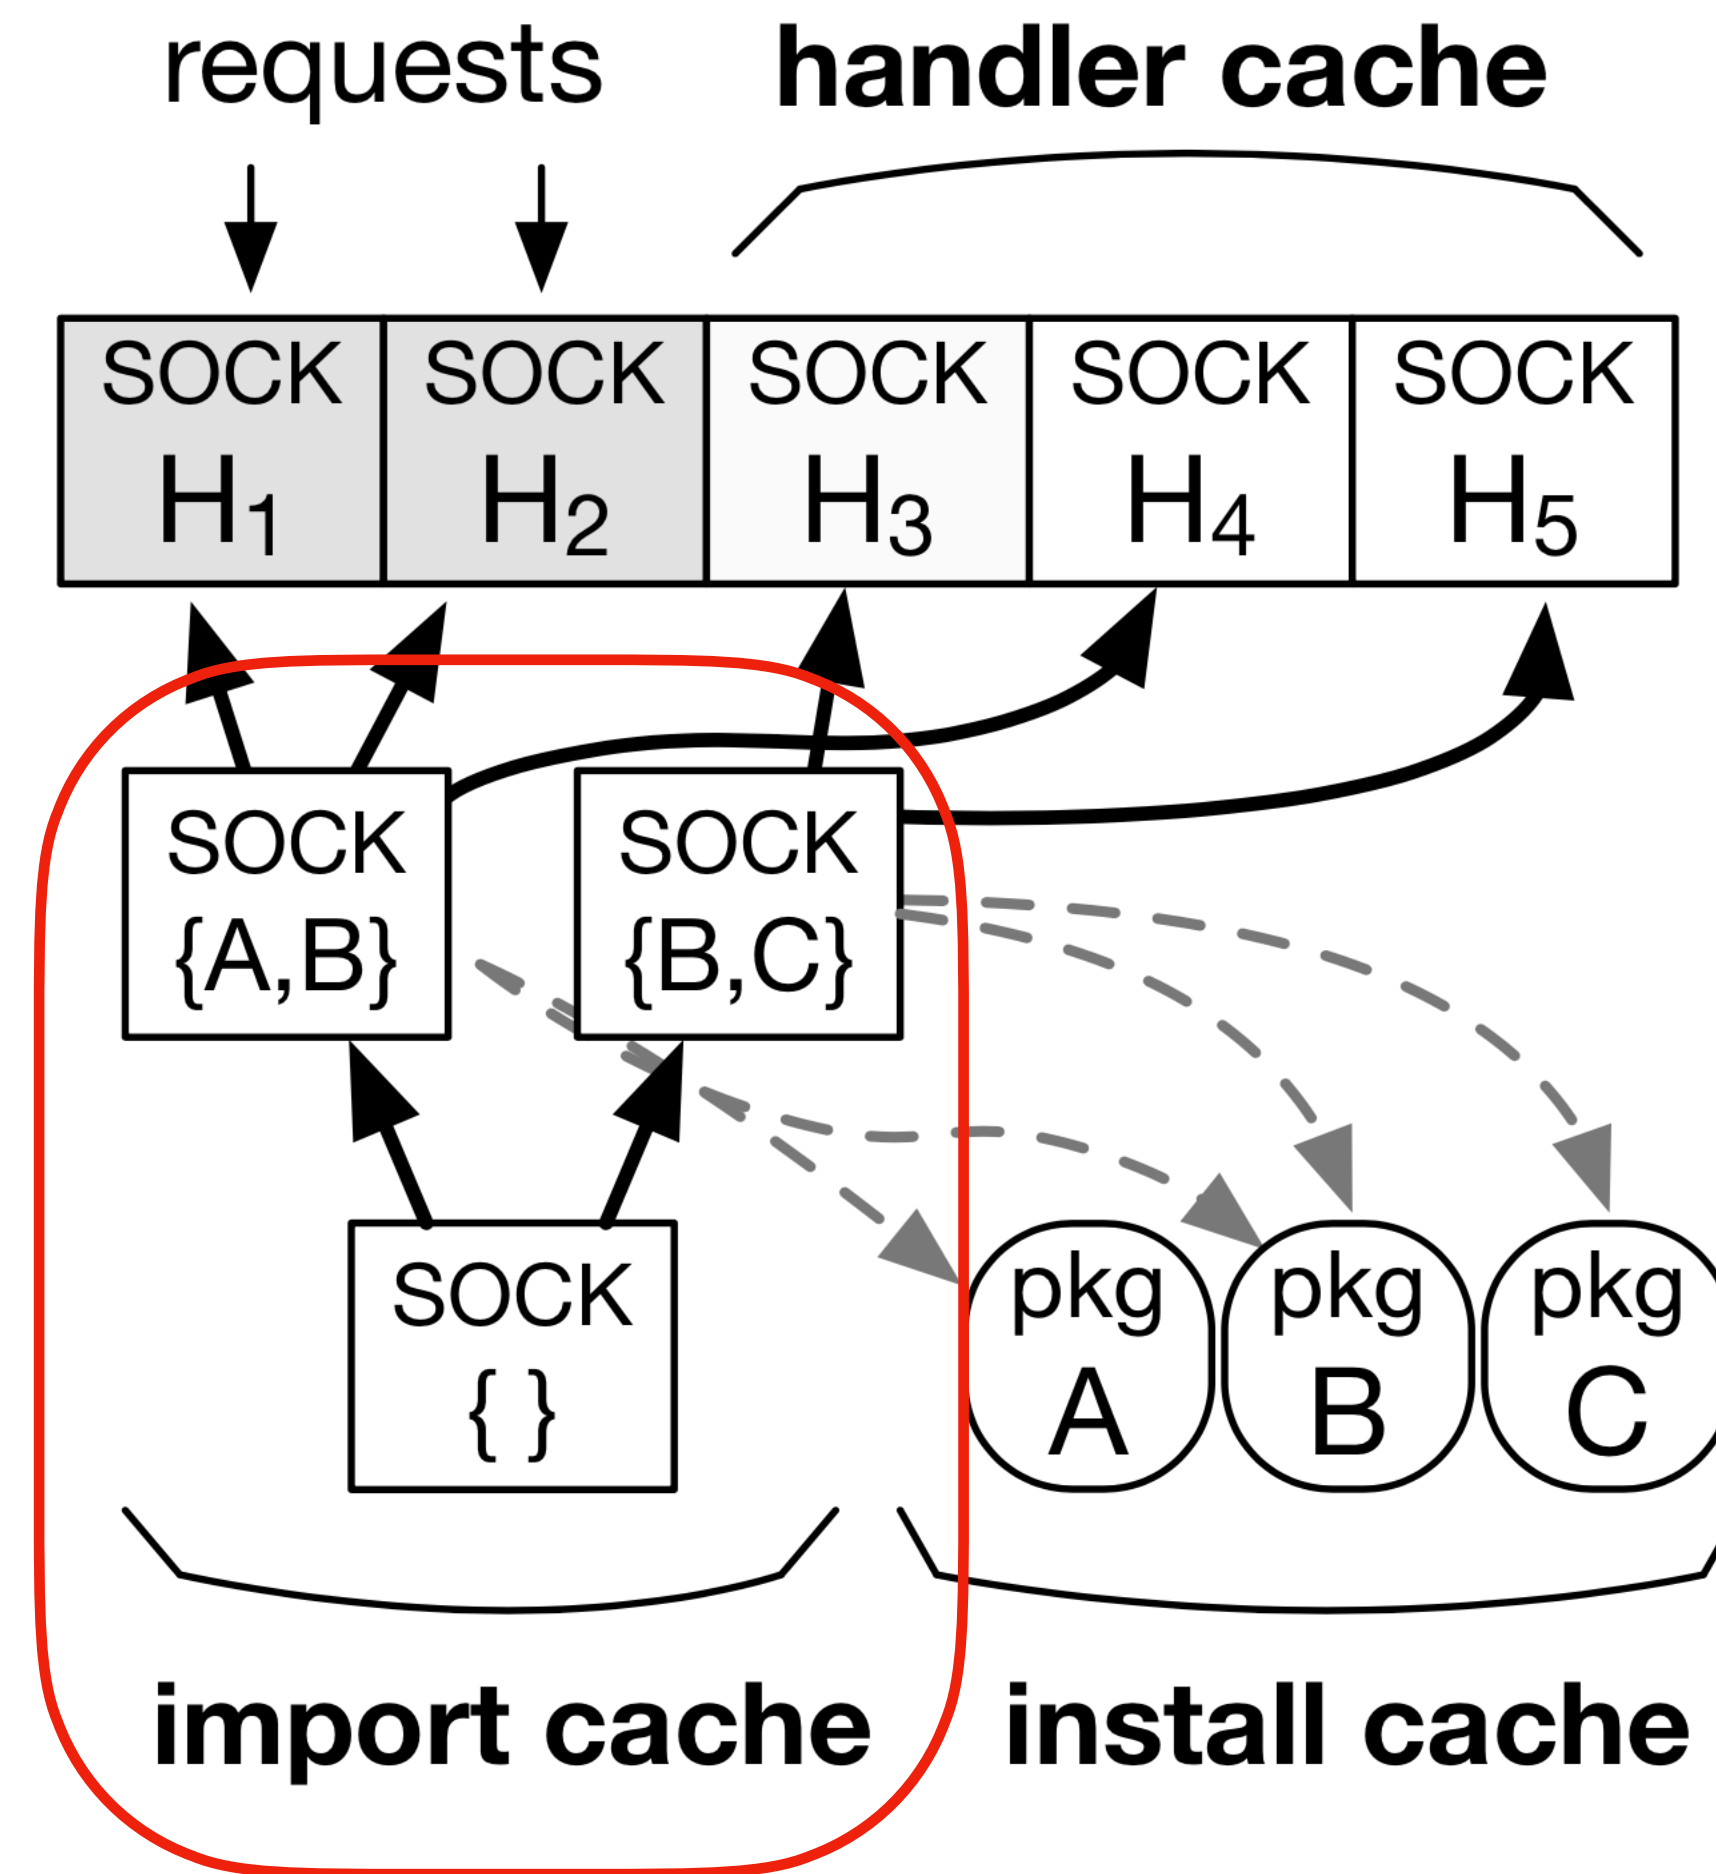 requests
handler cache
SOCK SOCK SOCK SOCK SOCK
H1 H2 H3 H4 H5
SOCK SOCK
{A,B} {B,C}
SOCK pkg pkg pkg
{ } A B C
import cache install cache